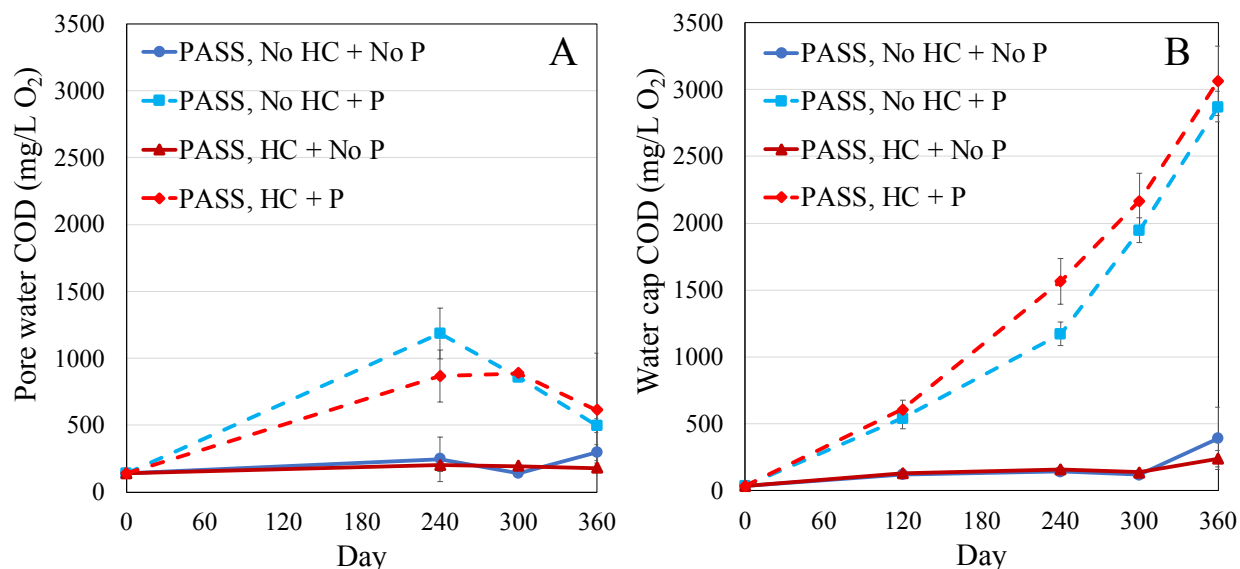 A
Pore water COD (mg/L O₂)
3500
3000
2500
2000
1500
1000
500
0
PASS, No HC + No P
PASS, No HC + P
PASS, HC + No P
PASS, HC + P
0 60 120 180 240 300 360
Day
B
Water cap COD (mg/L O₂)
3500
3000
2500
2000
1500
1000
500
0
PASS, No HC + No P
PASS, No HC + P
PASS, HC + No P
PASS, HC + P
0 60 120 180 240 300 360
Day